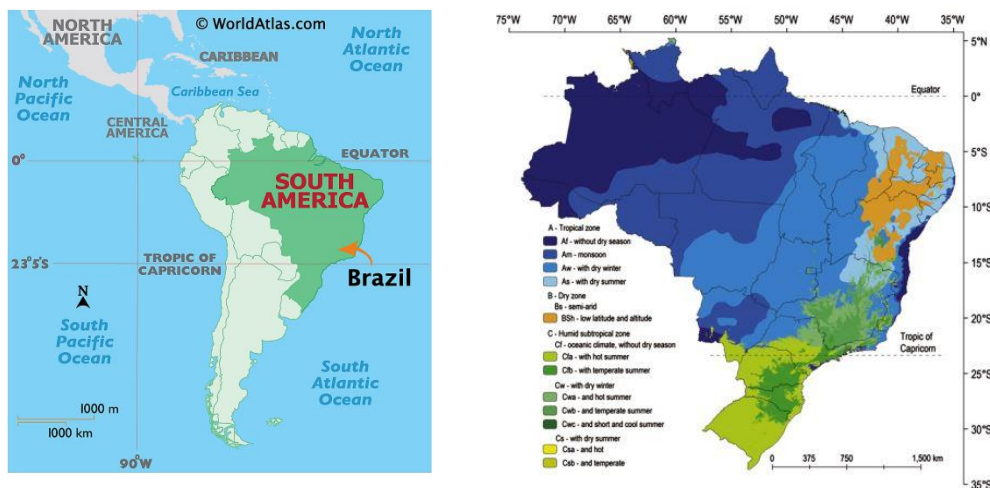 © WorldAtlas.com
NORTH
AMERICA
North
Atlantic
Ocean
CARIBBEAN
North
Pacific
Ocean
Caribbean Sea
CENTRAL
AMERICA
0°
EQUATOR
SOUTH
AMERICA
TROPIC OF
CAPRICORN
23°5'S
Brazil
N
South
Pacific
Ocean
South
Atlantic
Ocean
1000 m
1000 km
90°W
75°W 70°W 65°W 60°W 55°W 50°W 45°W 40°W 35°W
5°N
Equator
0°
5°S
10°S
15°S
20°S
Tropic of
Capricorn
25°S
30°S
35°S
A - Tropical zone
Af - without dry season
Am - monsoon
Aw - with dry winter
As - with dry summer
B - Dry zone
Bs - semi-arid
BSh - low latitude and altitude
C - Humid subtropical zone
Cf - oceanic climate, without dry season
Cfa - with hot summer
Cfb - with temperate summer
Cw - with dry winter
Cwa - and hot summer
Cwb - and temperate summer
Cwc - and short and cool summer
Cs - with dry summer
Csa - and hot
Csb - and temperate
0 375 750 1,500 km